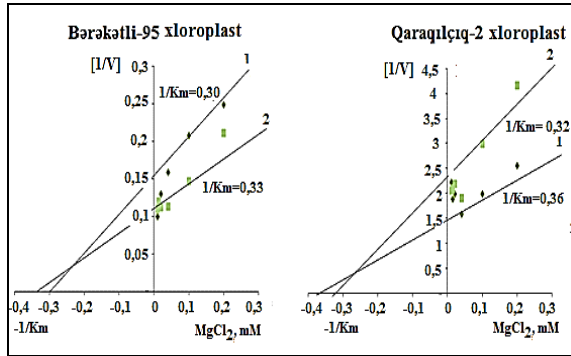 Bərəkətli-95 xloroplast
[1/V]
0,3
1
1/Km=0,30
0,25
2
0,2
0,15
1/Km=0,33
0,1
0,05
-0,4 -0,3 -0,2 -0,1 0 0,1 0,2 0,3
-1/Km
MgCl2, mM
Qaraqılçıq-2 xloroplast
[1/V]
4,5
2
4
3,5
1/Km= 0,32
3
1
2,5
2
1/Km=0,36
1,5
1
0,5
-0,4 -0,3 -0,2 -0,1 0 0,1 0,2 0,3
-1/Km
MgCl2, mM